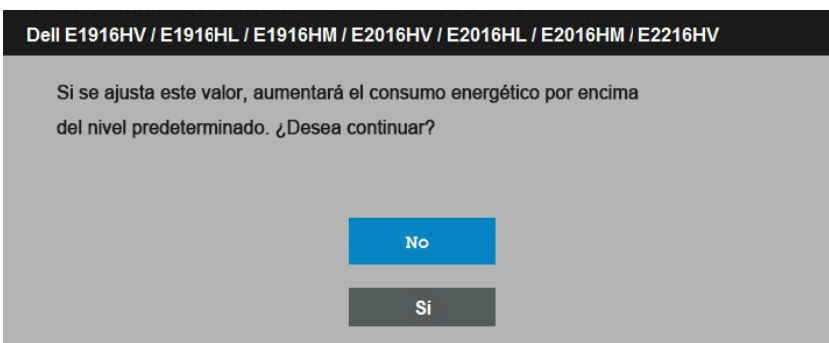 Dell E1916HV / E1916HL / E1916HM / E2016HV / E2016HL / E2016HM / E2216HV
Si se ajusta este valor, aumentará el consumo energético por encima
del nivel predeterminado. ¿Desea continuar?
No
Sí